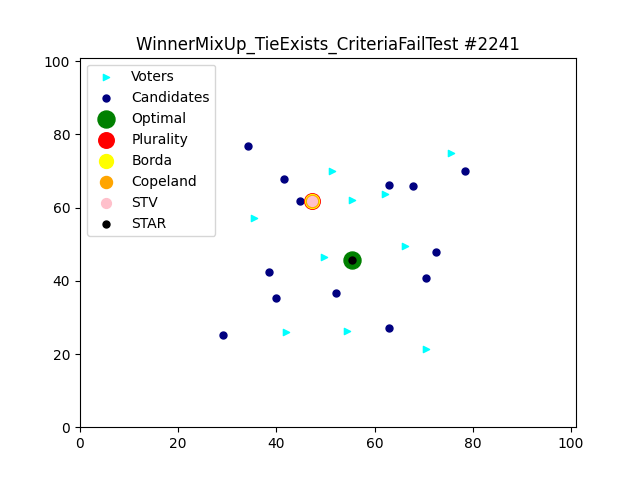 WinnerMixUp_TieExists_CriteriaFailTest #2241
100
80
60
40
20
0
Voters
Candidates
Optimal
Plurality
Borda
Copeland
STV
STAR
0 20 40 60 80 100